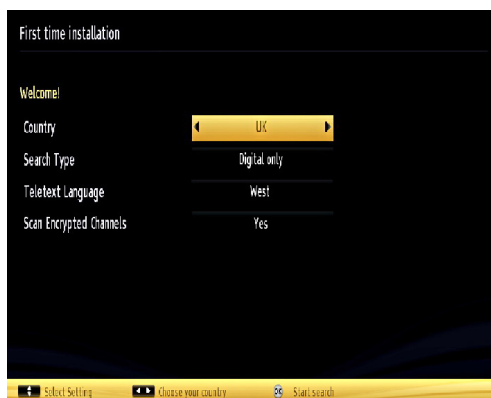 First time installation
Welcome!
Country UK
Search Type Digital only
Teletext Language West
Scan Encrypted Channels Yes
Select Setting Choose your country OK Start search